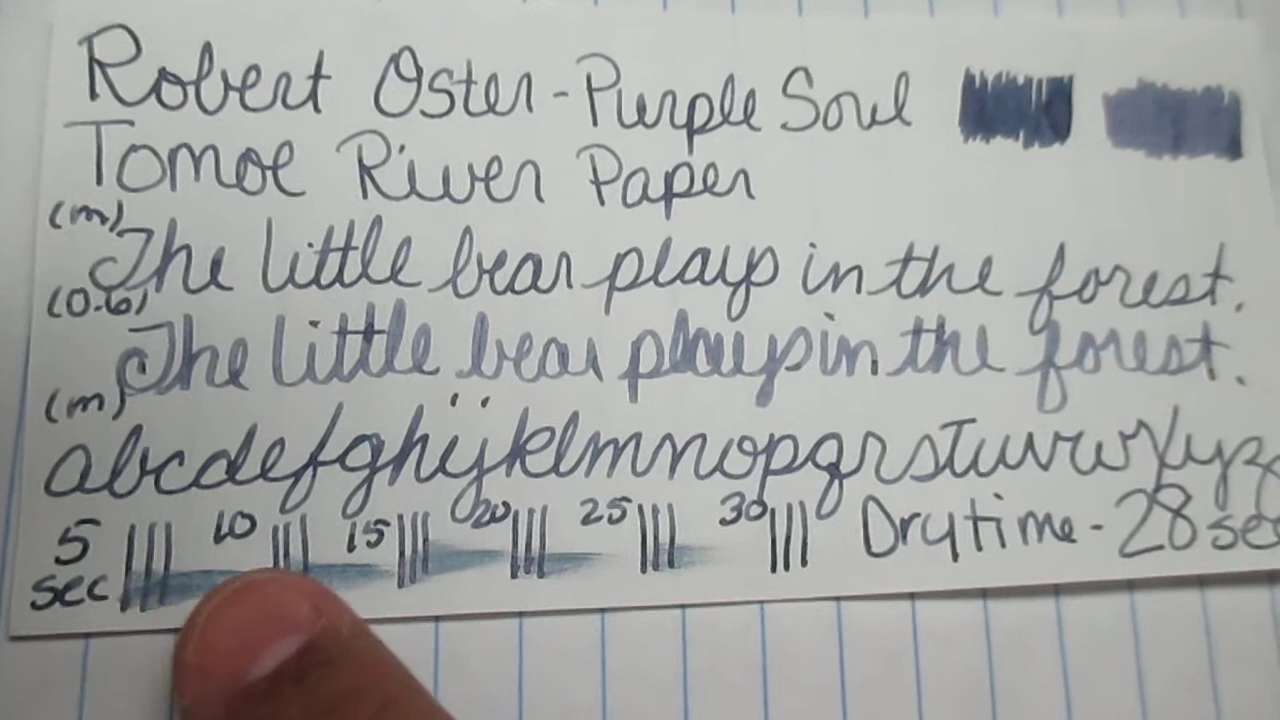 Robert Oster - Purple Soul
Tomoe River Paper
(m)
The little bear plays in the forest.
(0.6)
The little bear plays in the forest.
(m)
abcdefghijklmnopqrstuvwxyz
5 10 15 20 25 30 Drytime - 28 sec
sec